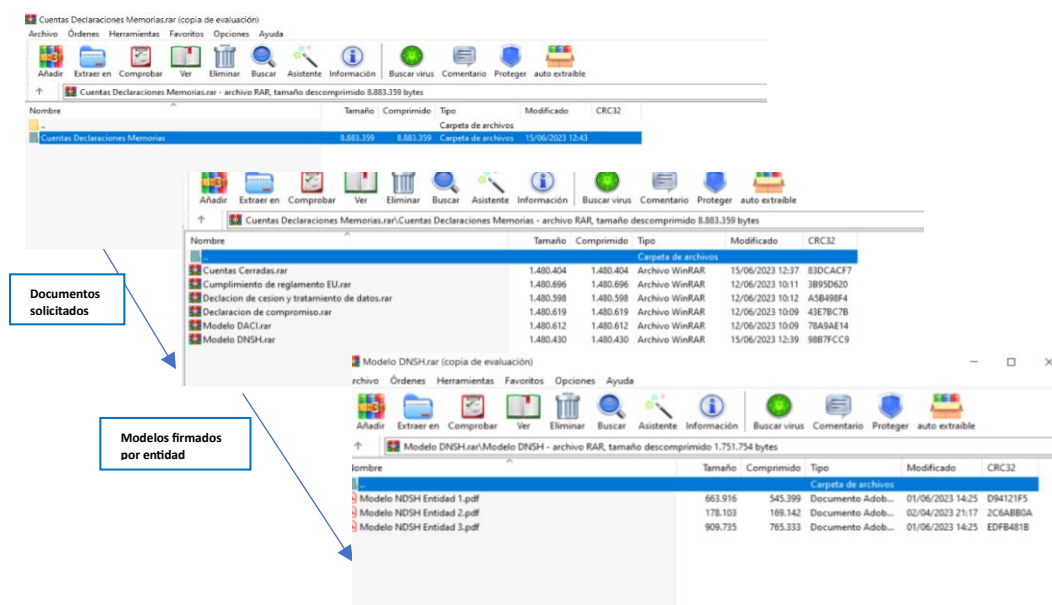 Cuentas Declaraciones Memorias.rar (copia de evaluación)
Archivo Órdenes Herramientas Favoritos Opciones Ayuda
Añadir Extraer en Comprobar Ver Eliminar Buscar Asistente Información Buscar virus Comentario Proteger auto extraíble
Cuentas Declaraciones Memorias.rar - archivo RAR, tamaño descomprimido 8.883.359 bytes
Nombre Tamaño Comprimido Tipo Modificado CRC32
.. Carpeta de archivos
Cuentas Declaraciones Memorias 8.883.359 8.883.359 Carpeta de archivos 15/06/2023 12:43
Añadir Extraer en Comprobar Ver Eliminar Buscar Asistente Información Buscar virus Comentario Proteger auto extraíble
Cuentas Declaraciones Memorias.rar\Cuentas Declaraciones Memorias - archivo RAR, tamaño descomprimido 8.883.359 bytes
Nombre Tamaño Comprimido Tipo Modificado CRC32
.. Carpeta de archivos
Cuentas Cerradas.rar 1.480.404 1.480.404 Archivo WinRAR 15/06/2023 12:37 83DCACF7
Cumplimiento de reglamento EU.rar 1.480.696 1.480.696 Archivo WinRAR 12/06/2023 10:11 3B95D620
Declacion de cesion y tratamiento de datos.rar 1.480.598 1.480.598 Archivo WinRAR 12/06/2023 10:12 A5B498F4
Declaracion de compromiso.rar 1.480.619 1.480.619 Archivo WinRAR 12/06/2023 10:09 43E7BC7B
Modelo DACI.rar 1.480.612 1.480.612 Archivo WinRAR 12/06/2023 10:09 78A9AE14
Modelo DNSH.rar 1.480.430 1.480.430 Archivo WinRAR 15/06/2023 12:39 98B7FCC9
Documentos
solicitados
Modelo DNSH.rar (copia de evaluación)
rchivo Órdenes Herramientas Favoritos Opciones Ayuda
Añadir Extraer en Comprobar Ver Eliminar Buscar Asistente Información Buscar virus Comentario Proteger auto extraíble
Modelo DNSH.rar\Modelo DNSH - archivo RAR, tamaño descomprimido 1.751.754 bytes
lombre Tamaño Comprimido Tipo Modificado CRC32
.. Carpeta de archivos
Modelo NDSH Entidad 1.pdf 663.916 545.399 Documento Adob... 01/06/2023 14:25 D94121F5
Modelo NDSH Entidad 2.pdf 178.103 169.142 Documento Adob... 02/04/2023 21:17 2C6ABB0A
Modelo NDSH Entidad 3.pdf 909.735 765.333 Documento Adob... 01/06/2023 14:25 EDFB481B
Modelos firmados
por entidad